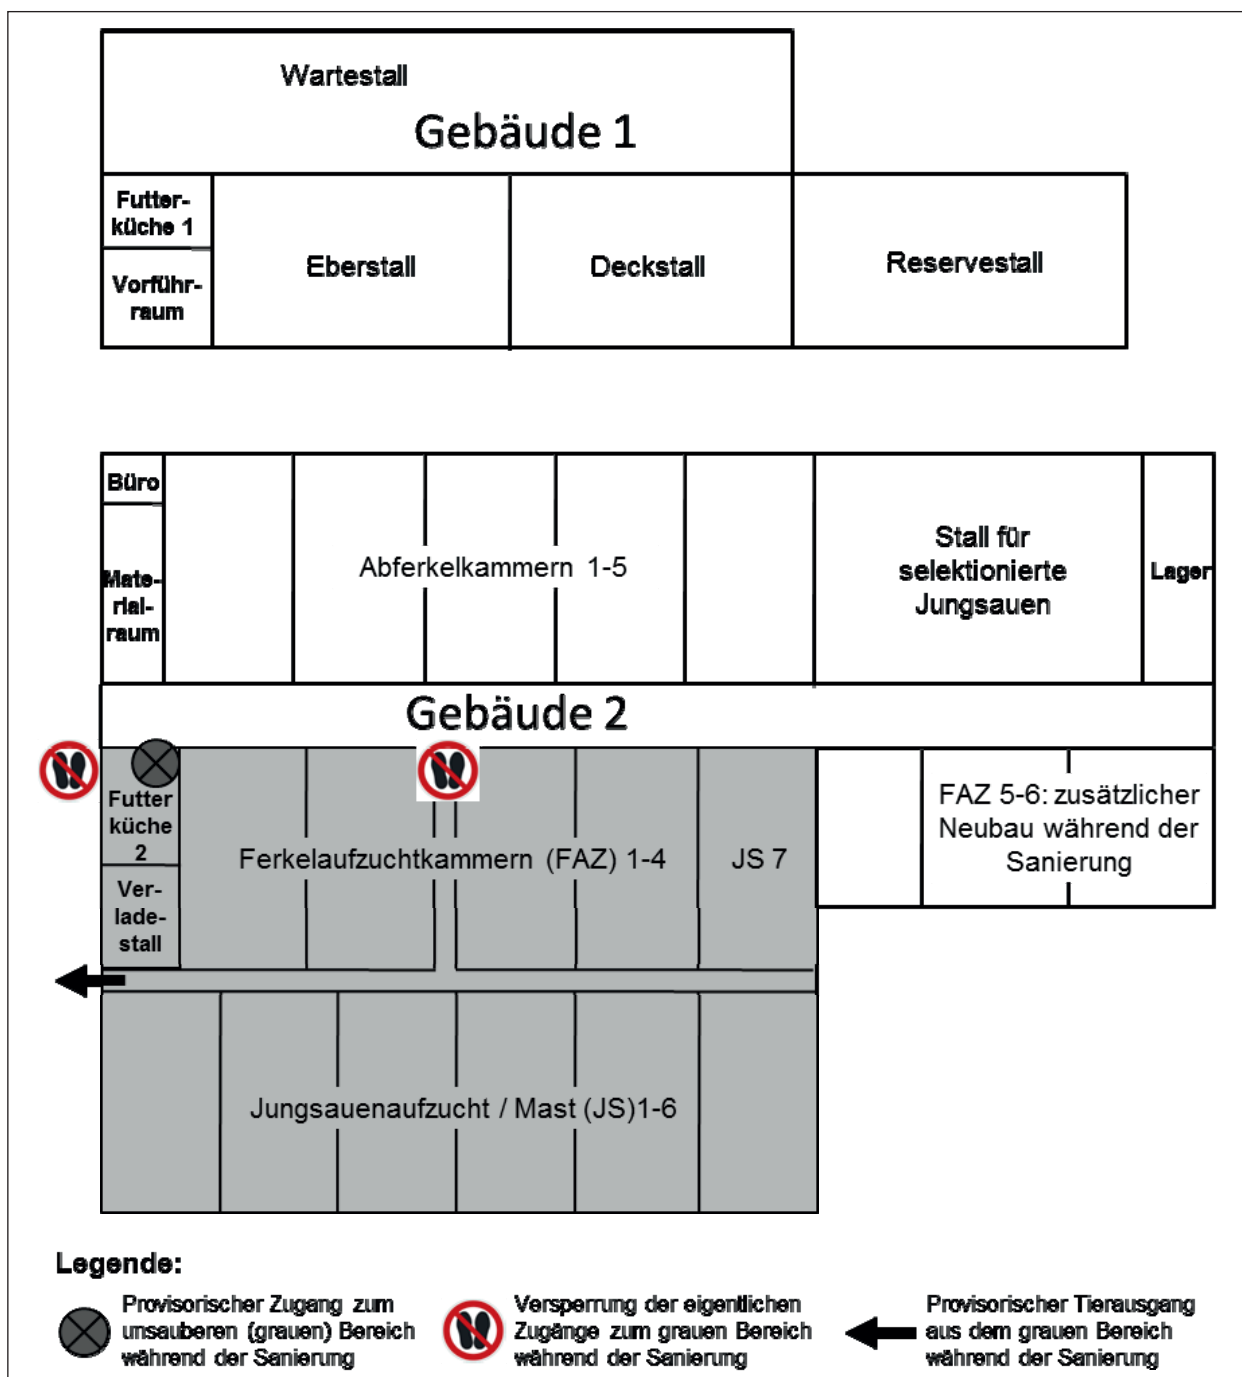 Wartestall
Gebäude 1
Futter-
küche 1
Vorführ-
raum
Eberstall
Deckstall
Reservestall
Büro
Mate-
rial-
raum
Abferkelkammern 1-5
Stall für
selektionierte
Jungsauen
Lager
Gebäude 2
Futter
küche
2
Ver-
lade-
stall
Ferkelaufzuchtkammern (FAZ) 1-4
JS 7
FAZ 5-6: zusätzlicher
Neubau während der
Sanierung
Jungsauenaufzucht / Mast (JS)1-6
Legende:
Provisorischer Zugang zum
unsauberen (grauen) Bereich
während der Sanierung
Versperrung der eigentlichen
Zugänge zum grauen Bereich
während der Sanierung
Provisorischer Tierausgang
aus dem grauen Bereich
während der Sanierung